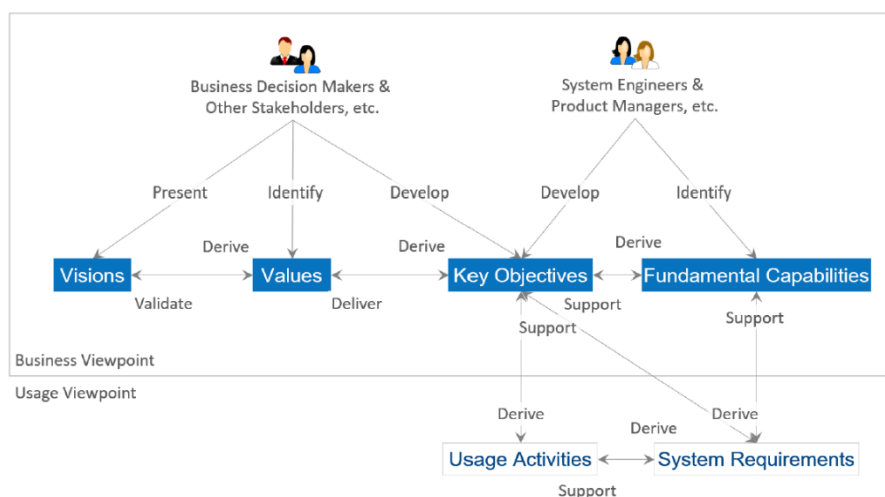 Business Decision Makers &
Other Stakeholders, etc.
System Engineers &
Product Managers, etc.
Present
Identify
Develop
Develop
Identify
Derive
Derive
Derive
Visions
Values
Key Objectives
Fundamental Capabilities
Validate
Deliver
Support
Support
Support
Business Viewpoint
Usage Viewpoint
Derive
Derive
Derive
Usage Activities
System Requirements
Support